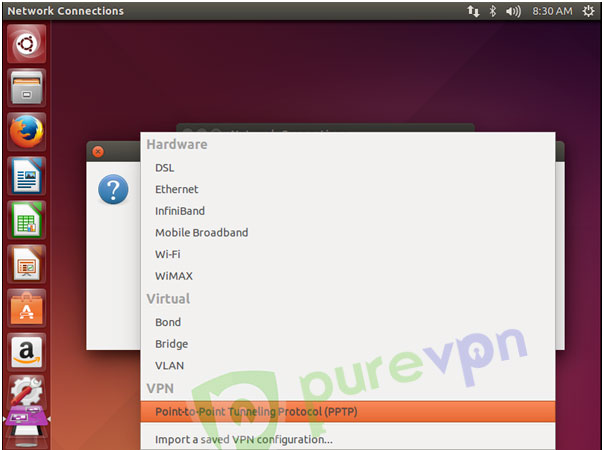 Network Connections
8:30 AM
Hardware
DSL
Ethernet
InfiniBand
Mobile Broadband
Wi-Fi
WiMAX
Virtual
Bond
Bridge
VLAN
VPN
Point-to-Point Tunneling Protocol (PPTP)
Import a saved VPN configuration...
purevpn